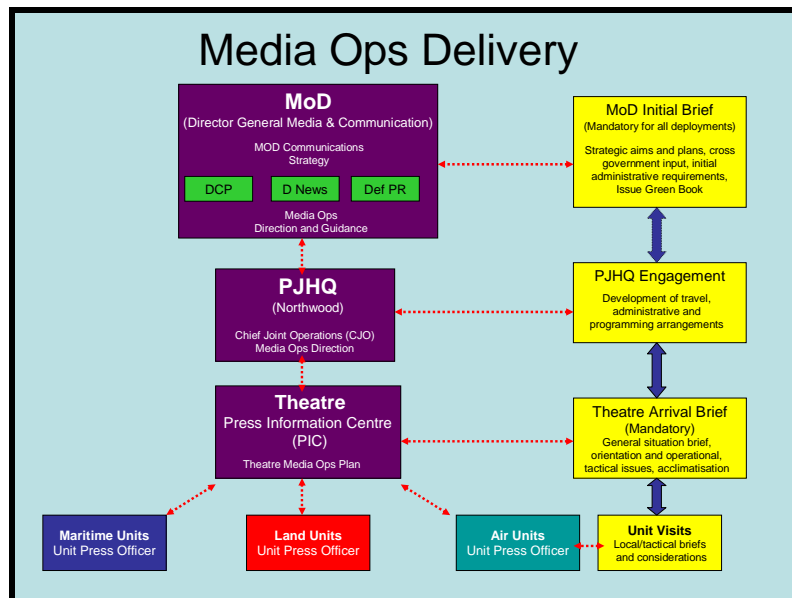 Media Ops Delivery
MoD
(Director General Media & Communication)
MOD Communications
Strategy
DCP
D News
Def PR
Media Ops
Direction and Guidance
MoD Initial Brief
(Mandatory for all deployments)
Strategic aims and plans, cross
government input, initial
administrative requirements,
Issue Green Book
PJHQ
(Northwood)
Chief Joint Operations (CJO)
Media Ops Direction
PJHQ Engagement
Development of travel,
administrative and
programming arrangements
Theatre
Press Information Centre
(PIC)
Theatre Media Ops Plan
Theatre Arrival Brief
(Mandatory)
General situation brief,
orientation and operational,
tactical issues, acclimatisation
Maritime Units
Unit Press Officer
Land Units
Unit Press Officer
Air Units
Unit Press Officer
Unit Visits
Local/tactical briefs
and considerations